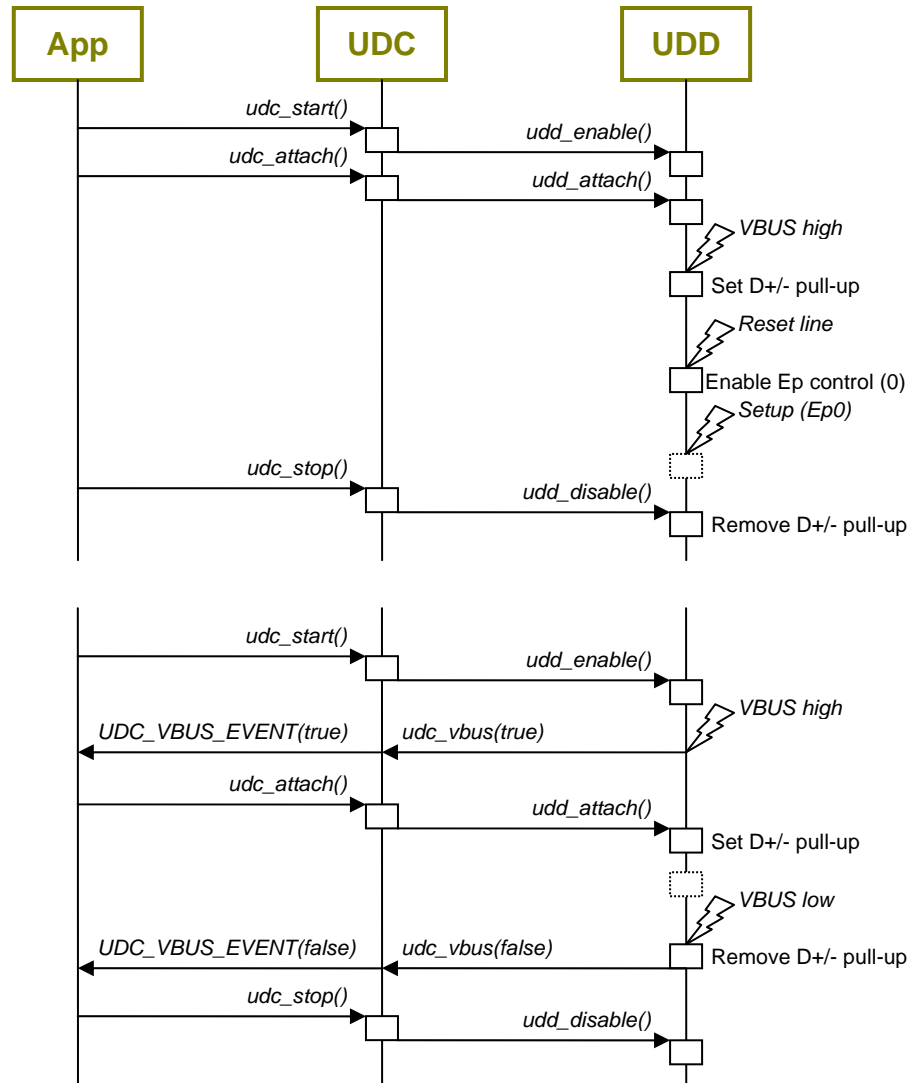 App UDC UDD
udc_start()
udd_enable()
udc_attach()
udd_attach()
VBUS high
Set D+/- pull-up
Reset line
Enable Ep control (0)
Setup (Ep0)
udc_stop()
udd_disable()
Remove D+/- pull-up
udc_start()
udd_enable()
VBUS high
UDC_VBUS_EVENT(true) udc_vbus(true)
udc_attach()
udd_attach()
Set D+/- pull-up
VBUS low
UDC_VBUS_EVENT(false) udc_vbus(false)
Remove D+/- pull-up
udc_stop()
udd_disable()